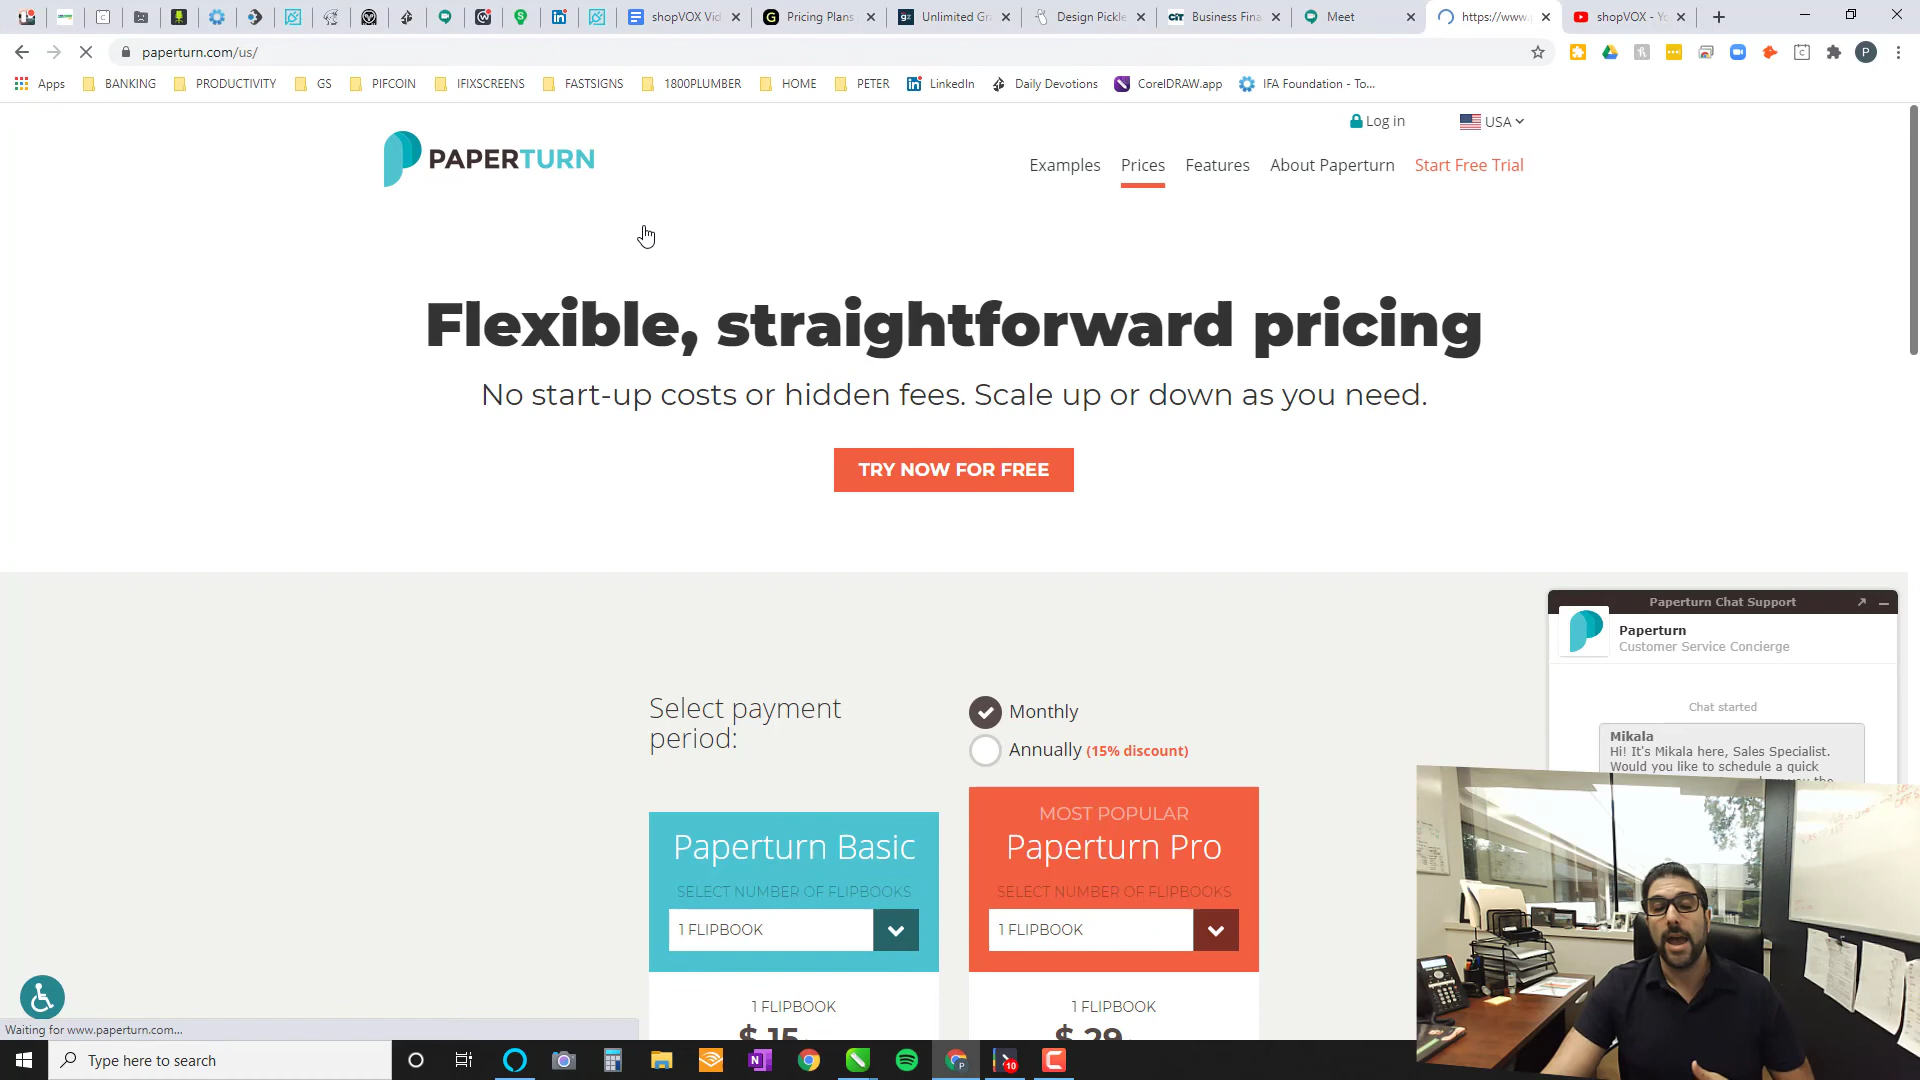 shopVOX Vid
Pricing Plans
Unlimited Gra
Design Pickle
Business Fina
Meet
https://www.
shopVOX - Yo
paperturn.com/us/
Apps
BANKING
PRODUCTIVITY
GS
PIFCOIN
IFIXSCREENS
FASTSIGNS
1800PLUMBER
HOME
PETER
LinkedIn
Daily Devotions
CorelDRAW.app
IFA Foundation - To...
Log in
USA
PAPERTURN
Examples
Prices
Features
About Paperturn
Start Free Trial
Flexible, straightforward pricing
No start-up costs or hidden fees. Scale up or down as you need.
TRY NOW FOR FREE
Paperturn Chat Support
Paperturn
Customer Service Concierge
Chat started
Mikala
Hi! It's Mikala here, Sales Specialist.
Would you like to schedule a quick
Select payment
period:
Monthly
Annually (15% discount)
Paperturn Basic
SELECT NUMBER OF FLIPBOOKS
1 FLIPBOOK
1 FLIPBOOK
$ 15
MOST POPULAR
Paperturn Pro
SELECT NUMBER OF FLIPBOOKS
1 FLIPBOOK
1 FLIPBOOK
$ 29
Waiting for www.paperturn.com...
Type here to search
10